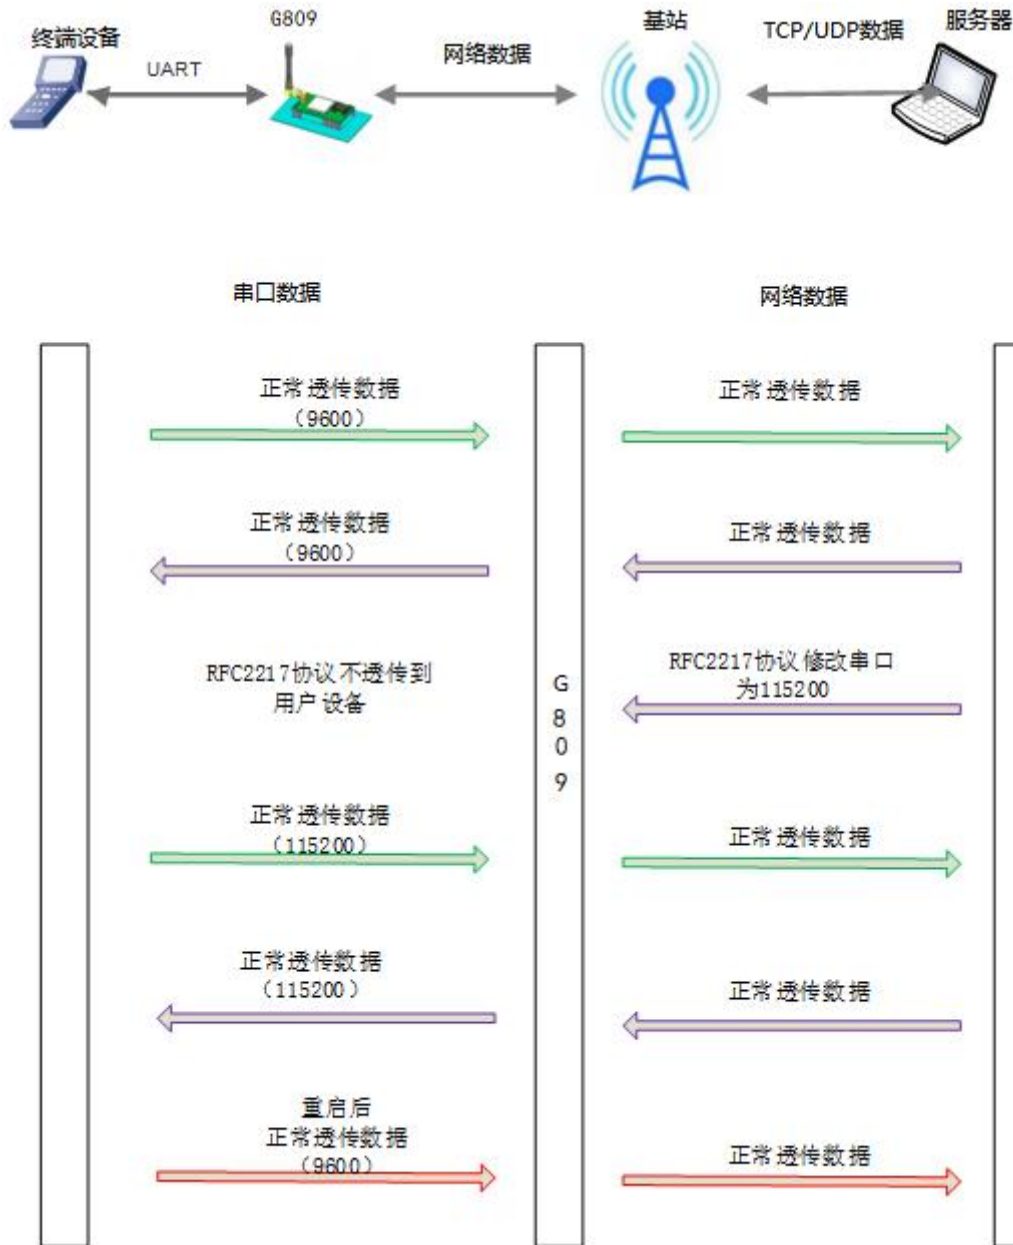 终端设备
G809
基站
TCP/UDP数据
服务器
UART
网络数据
串口数据
网络数据
正常透传数据
（9600）
正常透传数据
正常透传数据
（9600）
正常透传数据
RFC2217协议不透传到
用户设备
RFC2217协议修改串口
为115200
G
8
0
9
正常透传数据
（115200）
正常透传数据
正常透传数据
（115200）
正常透传数据
重启后
正常透传数据
（9600）
正常透传数据